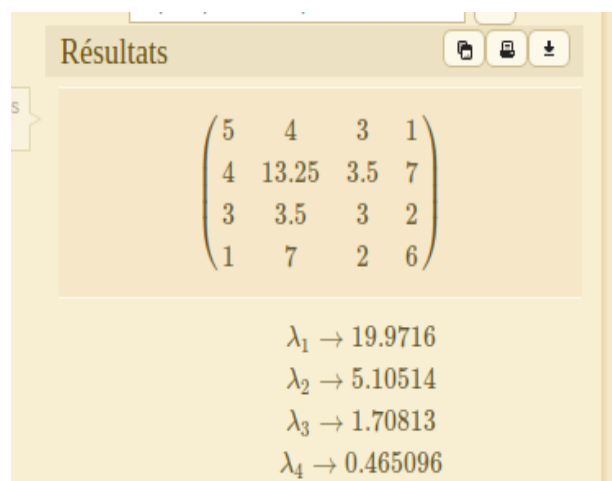 Résultats
s
5 4 3 1
4 13.25 3.5 7
3 3.5 3 2
1 7 2 6
λ₁ → 19.9716
λ₂ → 5.10514
λ₃ → 1.70813
λ₄ → 0.465096